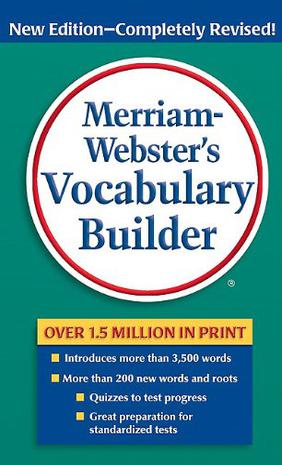 New Edition—Completely Revised!
Merriam-
Webster's
Vocabulary
Builder
®
OVER 1.5 MILLION IN PRINT
Introduces more than 3,500 words
More than 200 new words and roots
Quizzes to test progress
Great preparation for
standardized tests